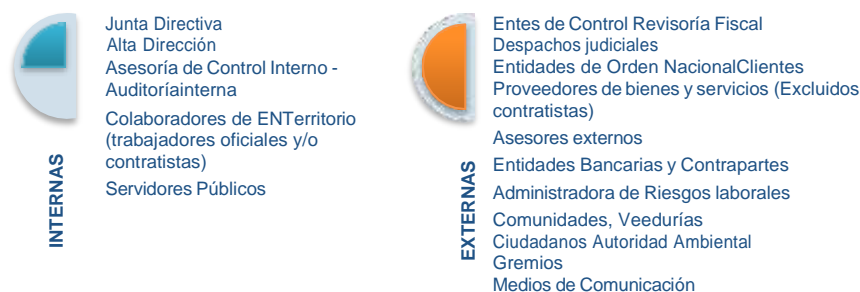 Junta Directiva
Alta Dirección
Asesoría de Control Interno -
Auditoríainterna
Colaboradores de ENTerritorio
(trabajadores oficiales y/o
contratistas)
Servidores Públicos
INTERNAS
Entes de Control Revisoría Fiscal
Despachos judiciales
Entidades de Orden NacionalClientes
Proveedores de bienes y servicios (Excluidos
contratistas)
Asesores externos
Entidades Bancarias y Contrapartes
Administradora de Riesgos laborales
Comunidades, Veedurías
Ciudadanos Autoridad Ambiental
Gremios
Medios de Comunicación
EXTERNAS